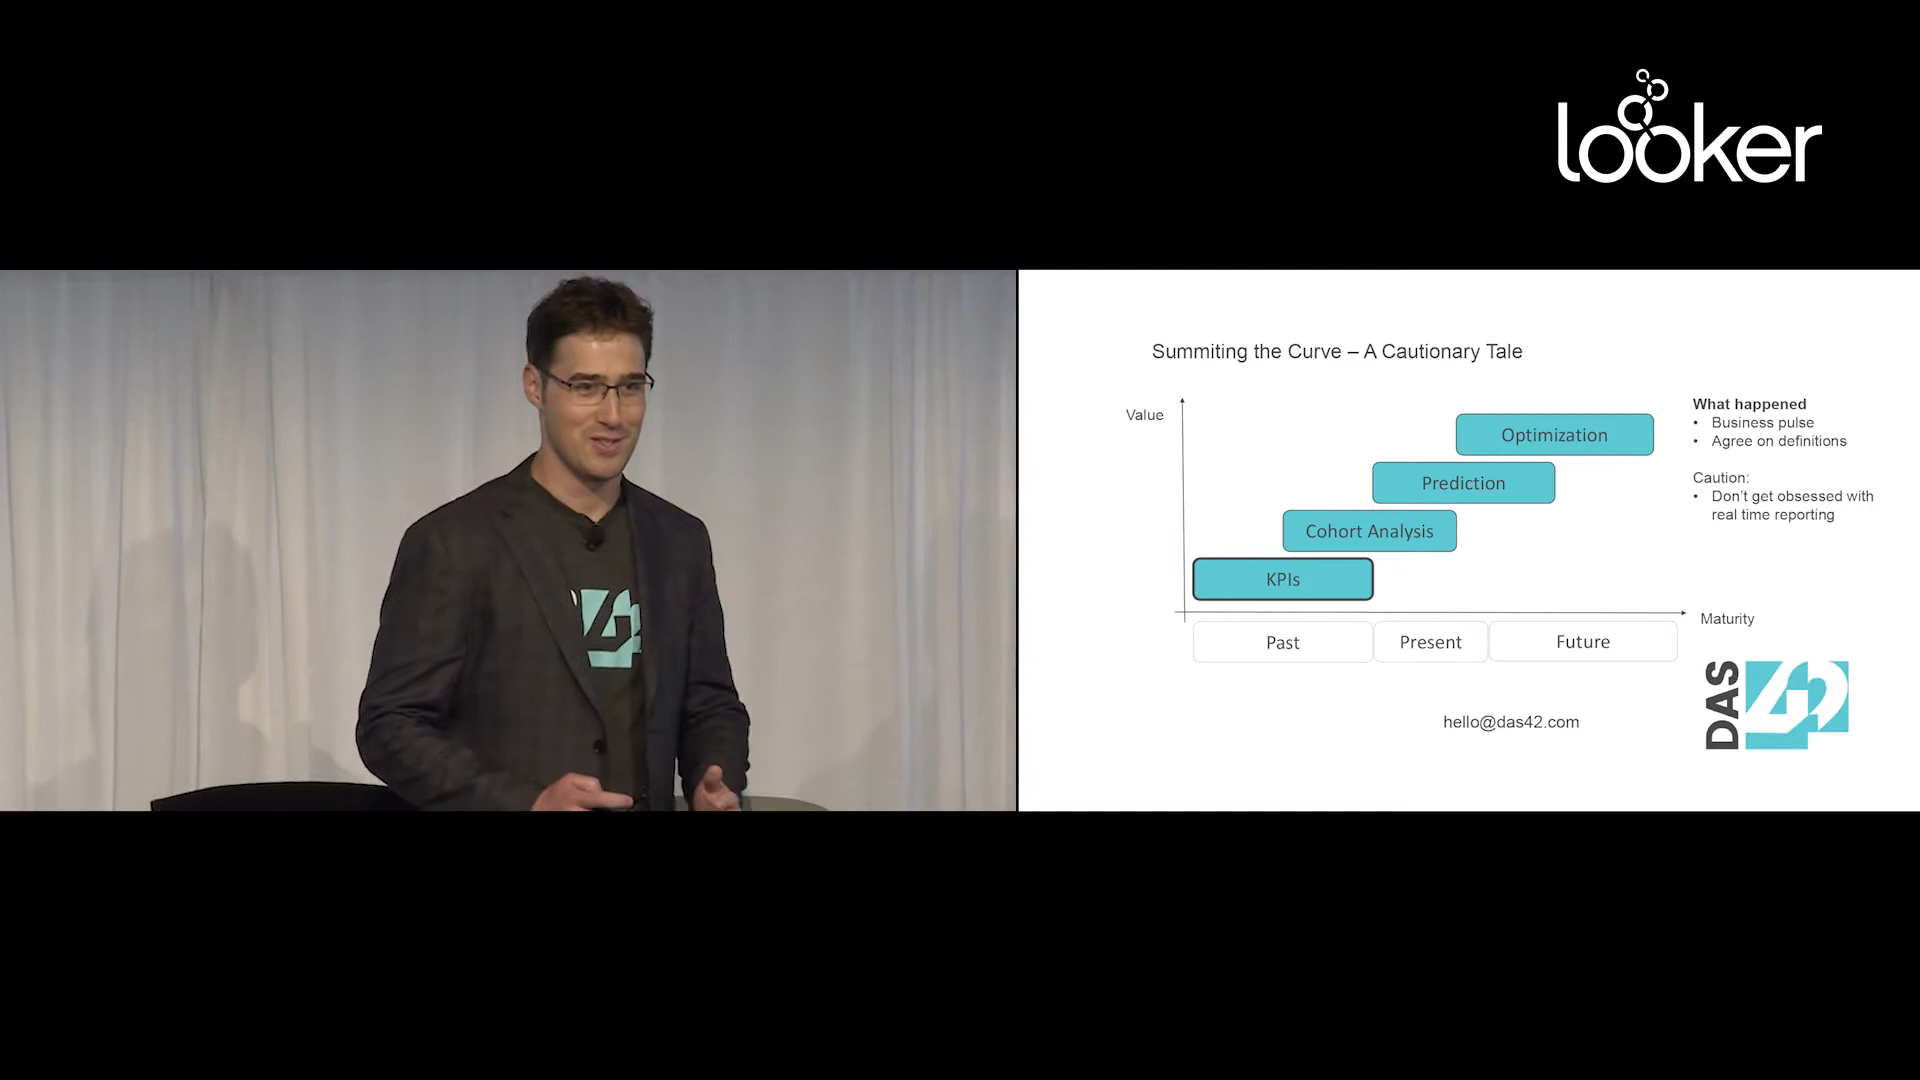 looker
Summiting the Curve – A Cautionary Tale
Value
Optimization
Prediction
Cohort Analysis
KPIs
Past
Present
Future
Maturity
What happened
• Business pulse
• Agree on definitions
Caution:
• Don't get obsessed with
real time reporting
hello@das42.com
DAS
42
42